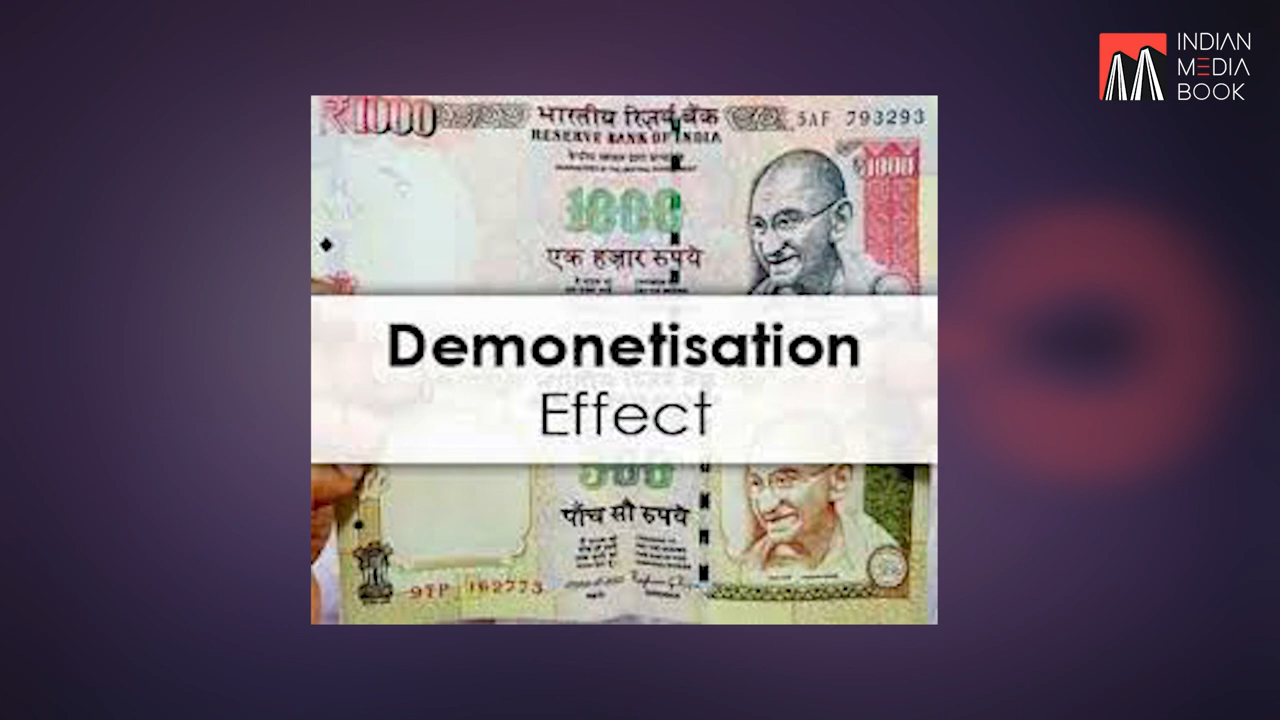 INDIAN
MEDIA
BOOK
₹1000
भारतीय रिज़र्व बैंक
5AF 793293
RESERVE BANK OF INDIA
₹1000
1000
एक हज़ार रुपये
Demonetisation
Effect
500
पाँच सौ रुपये
162773